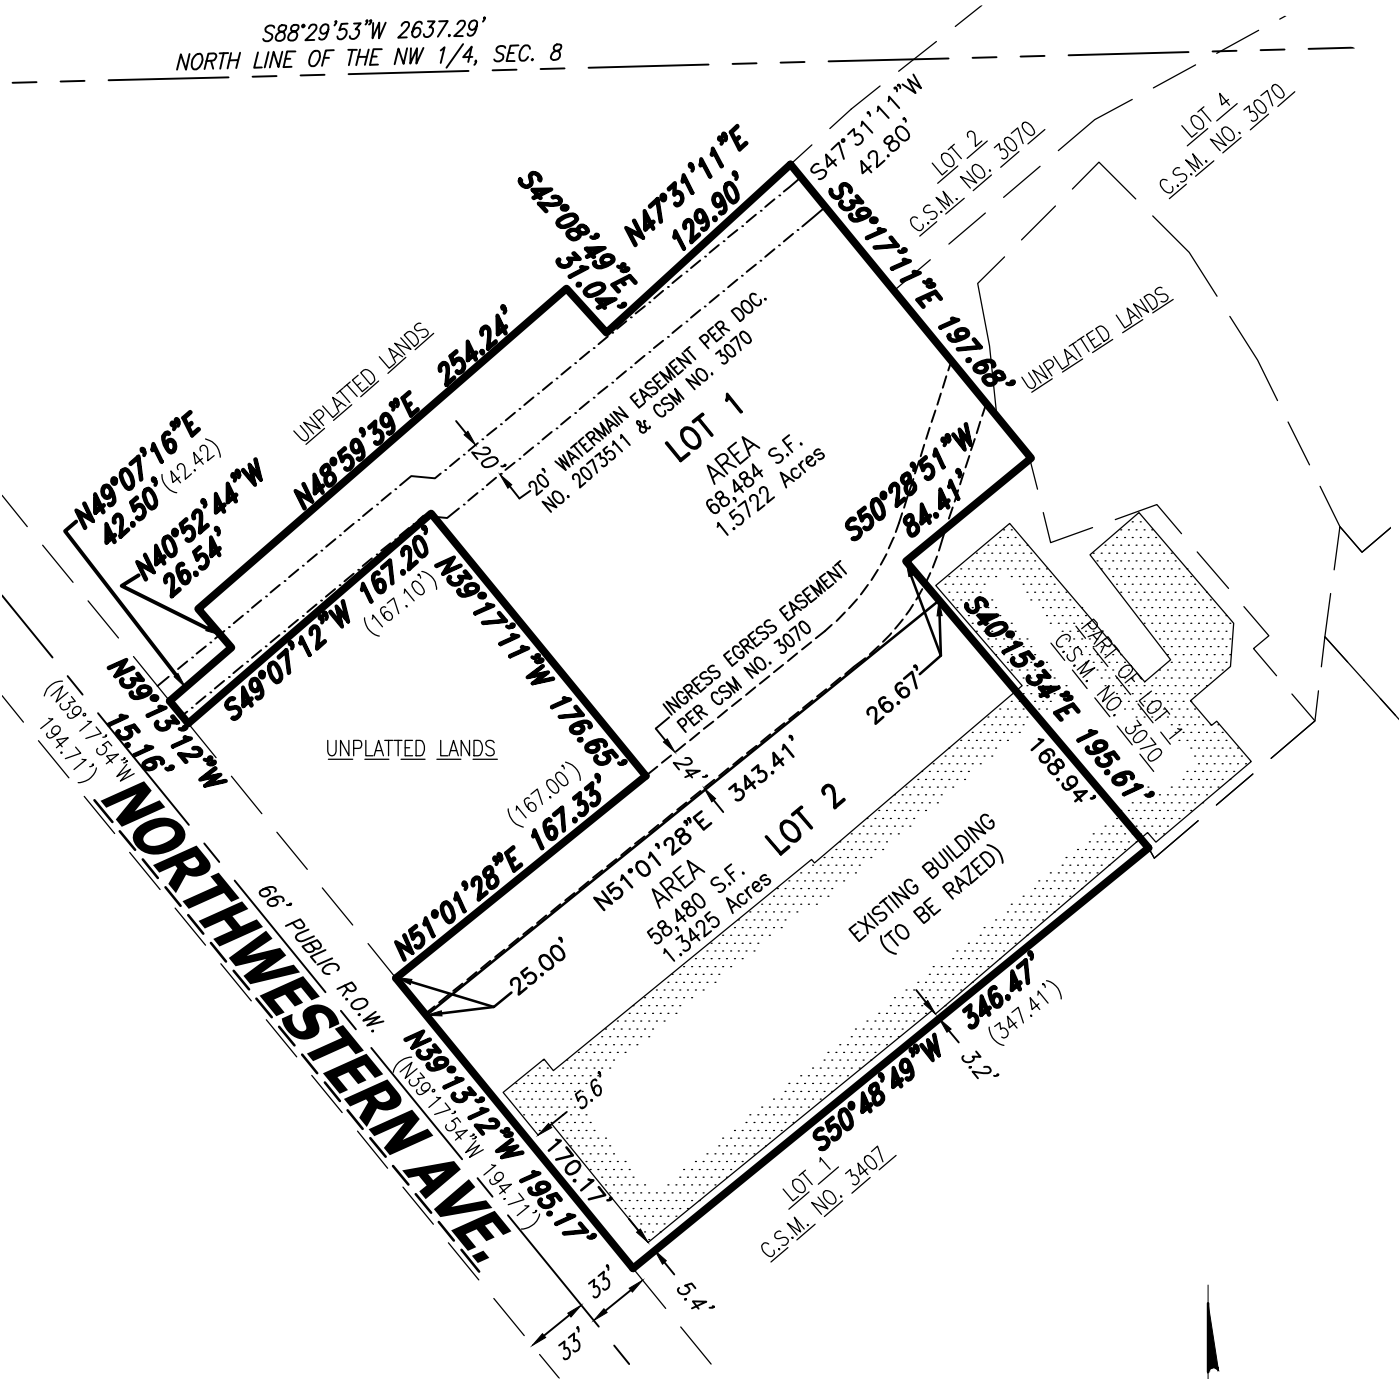 S88°29'53"W 2637.29'
NORTH LINE OF THE NW 1/4, SEC. 8
S47°31'11"W
42.80'
LOT 2
C.S.M. NO. 3070
LOT 4
C.S.M. NO. 3070
N47°31'11"E
129.90'
S42°08'49"E
31.04'
S39°17'11"E 197.68'
UNPLATTED LANDS
UNPLATTED LANDS
N48°59'39"E 254.24'
20'
20' WATERMAIN EASEMENT PER DOC.
NO. 2073511 & CSM NO. 3070
LOT 1
AREA
68,484 S.F.
1.5722 Acres
N49°07'16"E
42.50' (42.42)
N40°52'44"W
26.54'
S50°28'51"W
84.41'
S49°07'12"W 167.20'
(167.10')
N39°17'11"W 176.65'
N39°13'12"W
15.16'
(N39°17'54"W
194.71')
UNPLATTED LANDS
INGRESS EGRESS EASEMENT
PER CSM NO. 3070
24'
26.67'
S40°15'34"E 195.61'
168.94'
PART OF LOT 1
C.S.M. NO. 3070
(167.00')
N51°01'28"E 167.33'
N51°01'28"E 343.41'
LOT 2
AREA
58,480 S.F.
1.3425 Acres
EXISTING BUILDING
(TO BE RAZED)
25.00'
NORTHWESTERN AVE.
66' PUBLIC R.O.W.
N39°13'12"W 195.17'
(N39°17'54"W 194.71')
5.6'
170.17'
S50°48'49"W 346.47'
(347.41')
3.2'
LOT 1
C.S.M. NO. 3407
5.4'
33'
33'